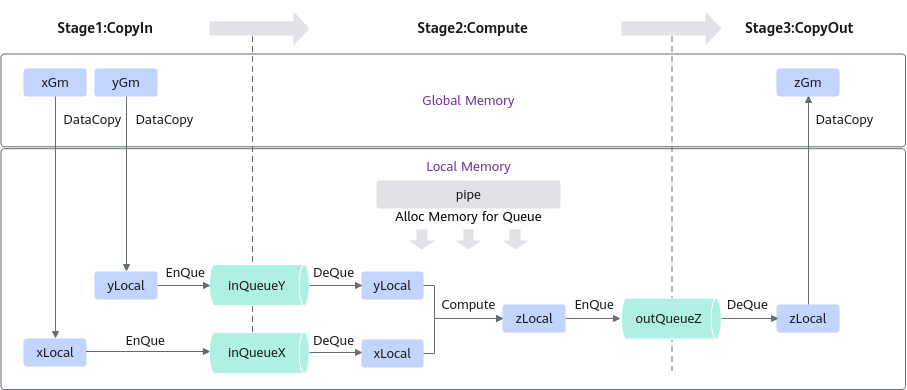 Stage1:CopyIn
Stage2:Compute
Stage3:CopyOut
xGm
yGm
zGm
Global Memory
DataCopy
DataCopy
DataCopy
Local Memory
pipe
Alloc Memory for Queue
yLocal
EnQue
inQueueY
DeQue
yLocal
Compute
zLocal
EnQue
outQueueZ
DeQue
zLocal
xLocal
EnQue
inQueueX
DeQue
xLocal